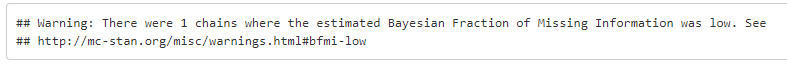 ## Warning: There were 1 chains where the estimated Bayesian Fraction of Missing Information was low. See
## http://mc-stan.org/misc/warnings.html#bfmi-low